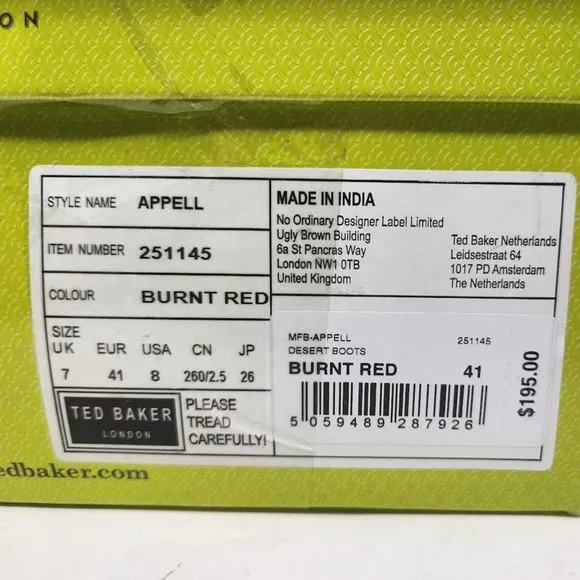 ON
STYLE NAME APPELL
ITEM NUMBER 251145
COLOUR BURNT RED
SIZE
UK EUR USA CN JP
7 41 8 260/2.5 26
TED BAKER
LONDON
PLEASE
TREAD
CAREFULLY!
MADE IN INDIA
No Ordinary Designer Label Limited
Ugly Brown Building
6a St Pancras Way
London NW1 0TB
United Kingdom
Ted Baker Netherlands
Leidsestraat 64
1017 PD Amsterdam
The Netherlands
MFB-APPELL 251145
DESERT BOOTS
BURNT RED 41
5 059489 287926
$195.00
edbaker.com